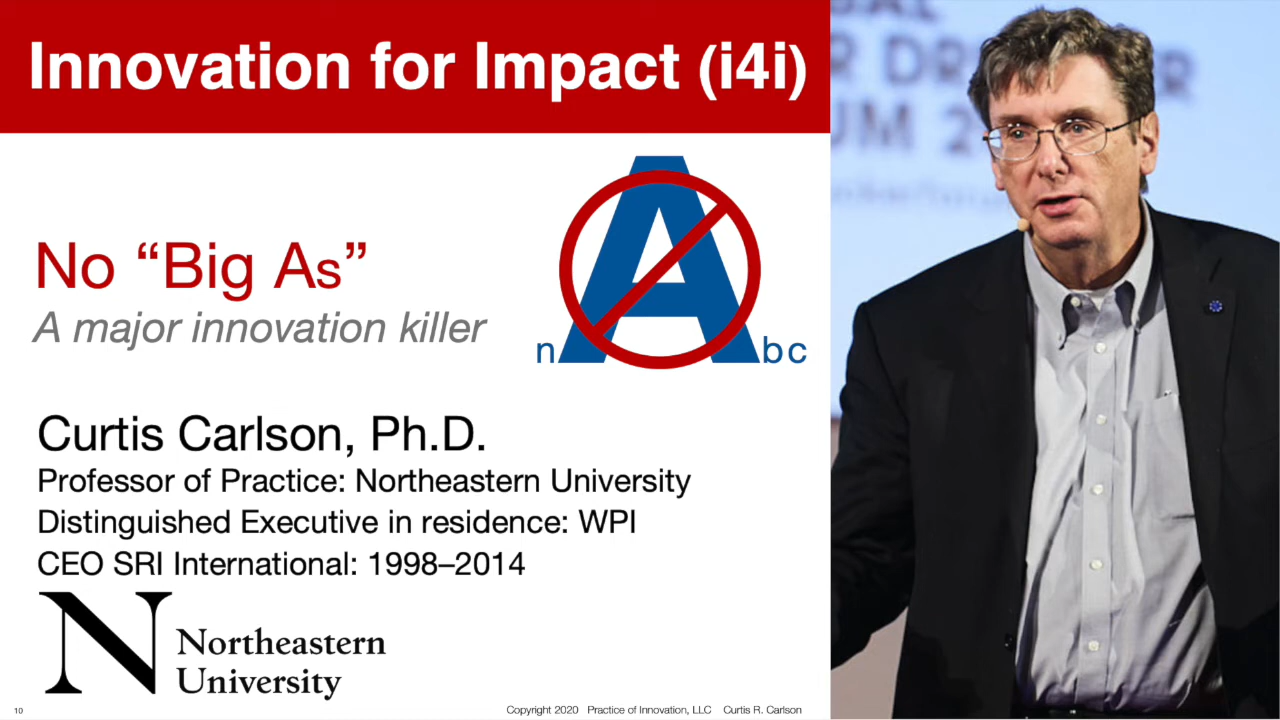 Innovation for Impact (i4i)
No “Big As”
A major innovation killer
nAbc
Curtis Carlson, Ph.D.
Professor of Practice: Northeastern University
Distinguished Executive in residence: WPI
CEO SRI International: 1998–2014
N Northeastern
University
10
Copyright 2020 Practice of Innovation, LLC Curtis R. Carlson